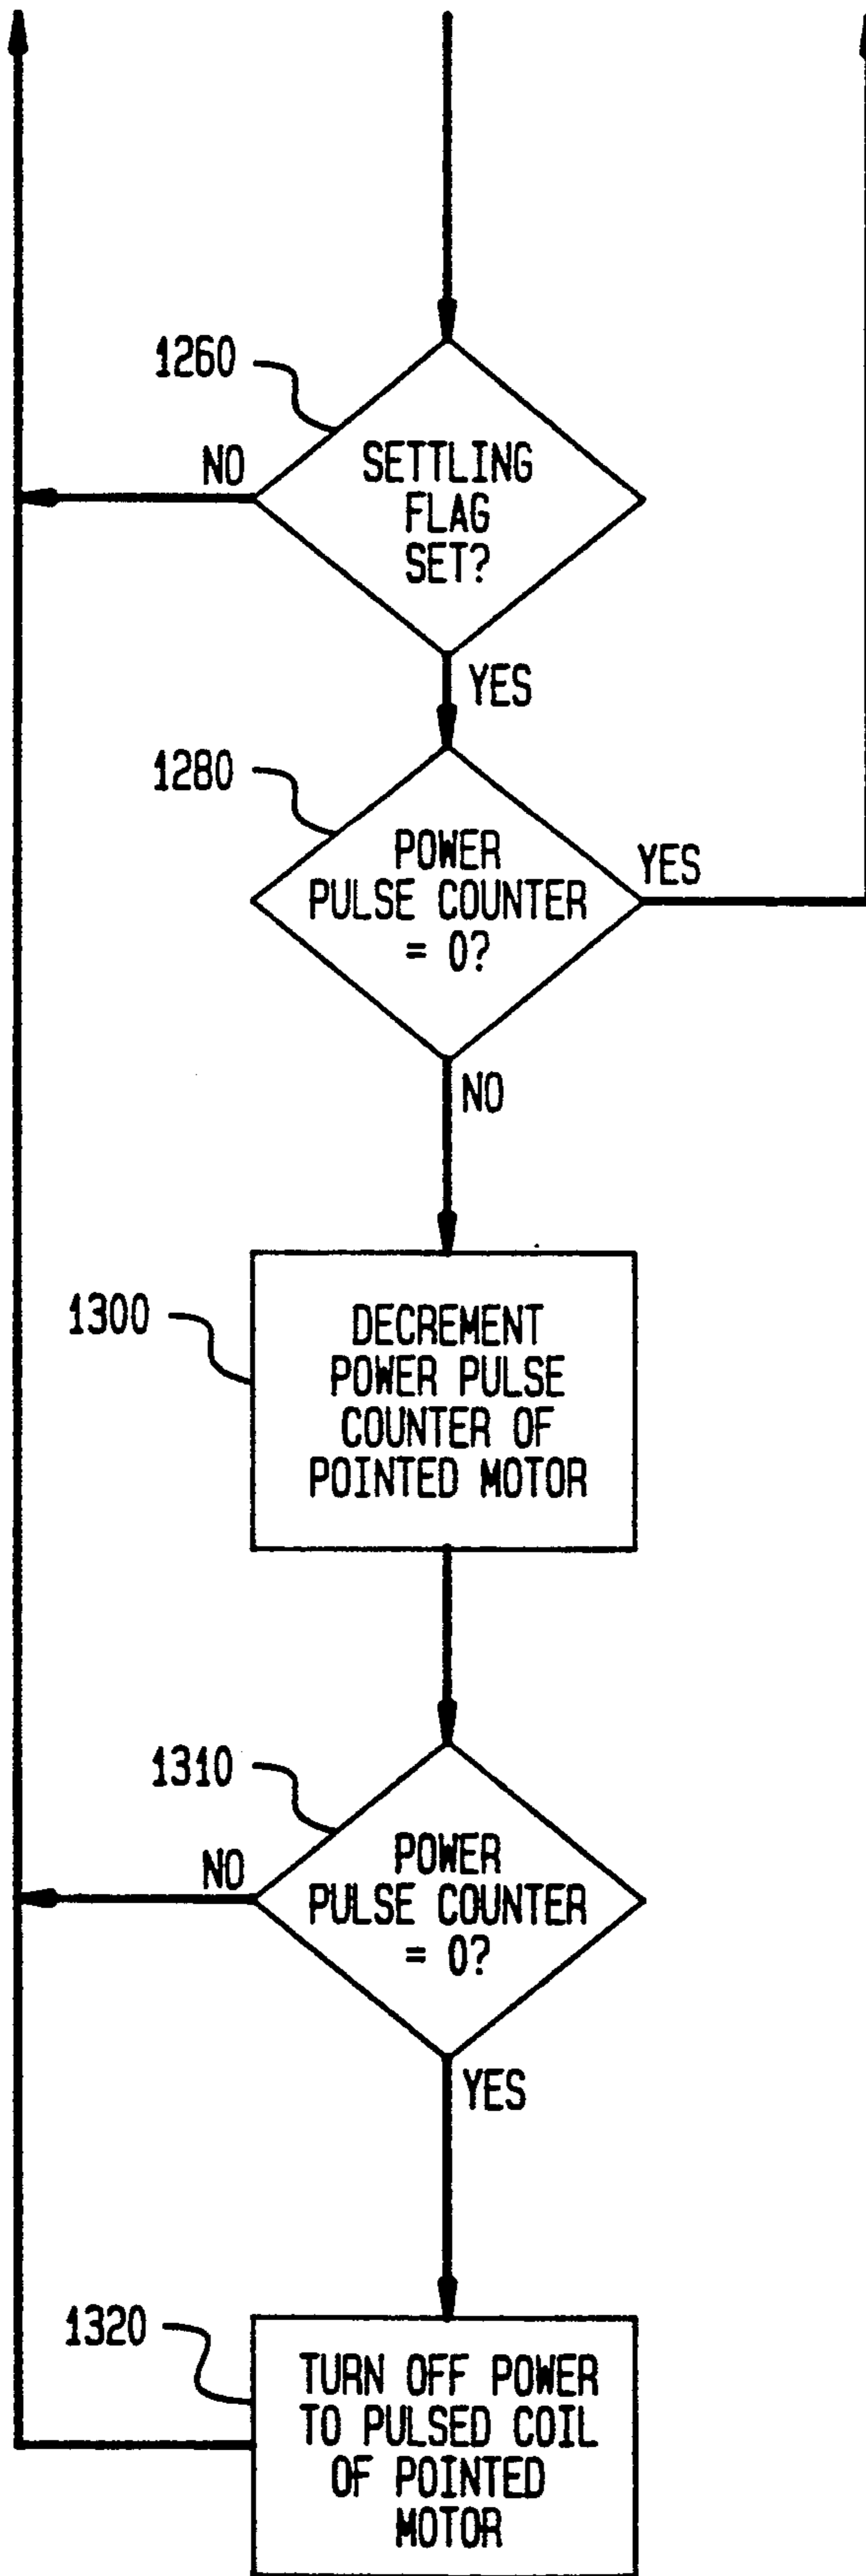 1260
NO
SETTLING
FLAG
SET?
YES
1280
POWER
PULSE COUNTER
= 0?
YES
NO
1300
DECREMENT
POWER PULSE
COUNTER OF
POINTED MOTOR
1310
NO
POWER
PULSE COUNTER
= 0?
YES
1320
TURN OFF POWER
TO PULSED COIL
OF POINTED
MOTOR